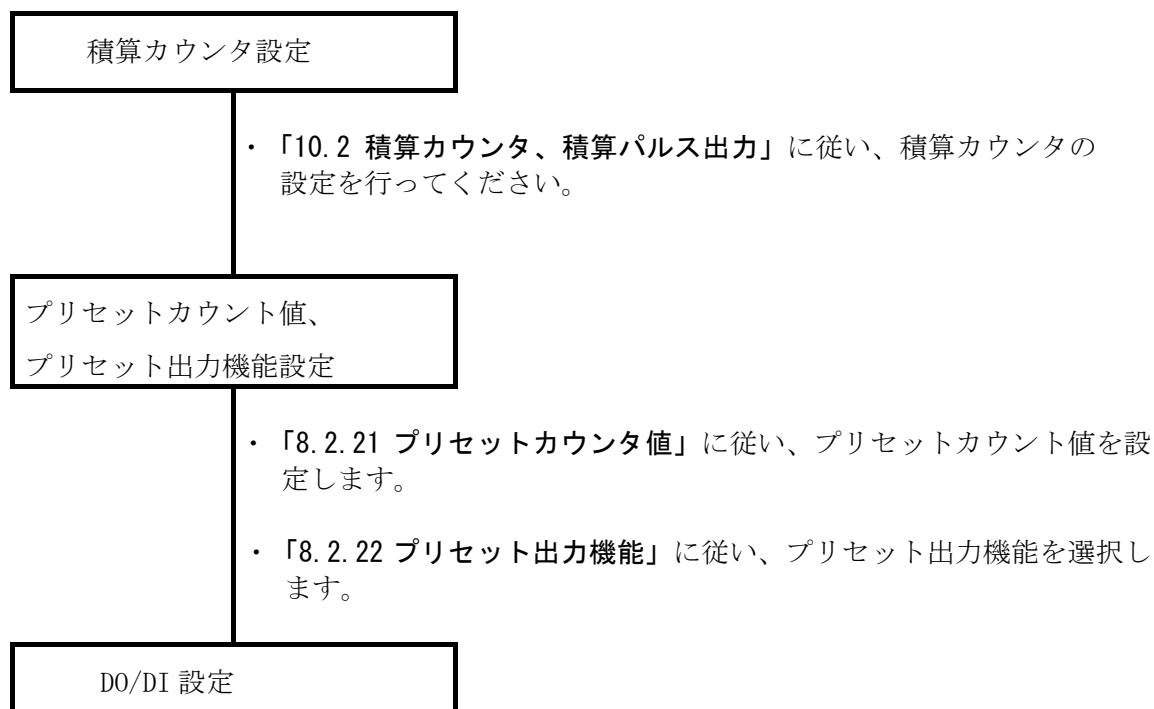 積算カウンタ設定
・「10.2 積算カウンタ、積算パルス出力」に従い、積算カウンタの
設定を行ってください。
プリセットカウント値、
プリセット出力機能設定
・「8.2.21 プリセットカウンタ値」に従い、プリセットカウント値を設
定します。
・「8.2.22 プリセット出力機能」に従い、プリセット出力機能を選択し
ます。
DO/DI 設定